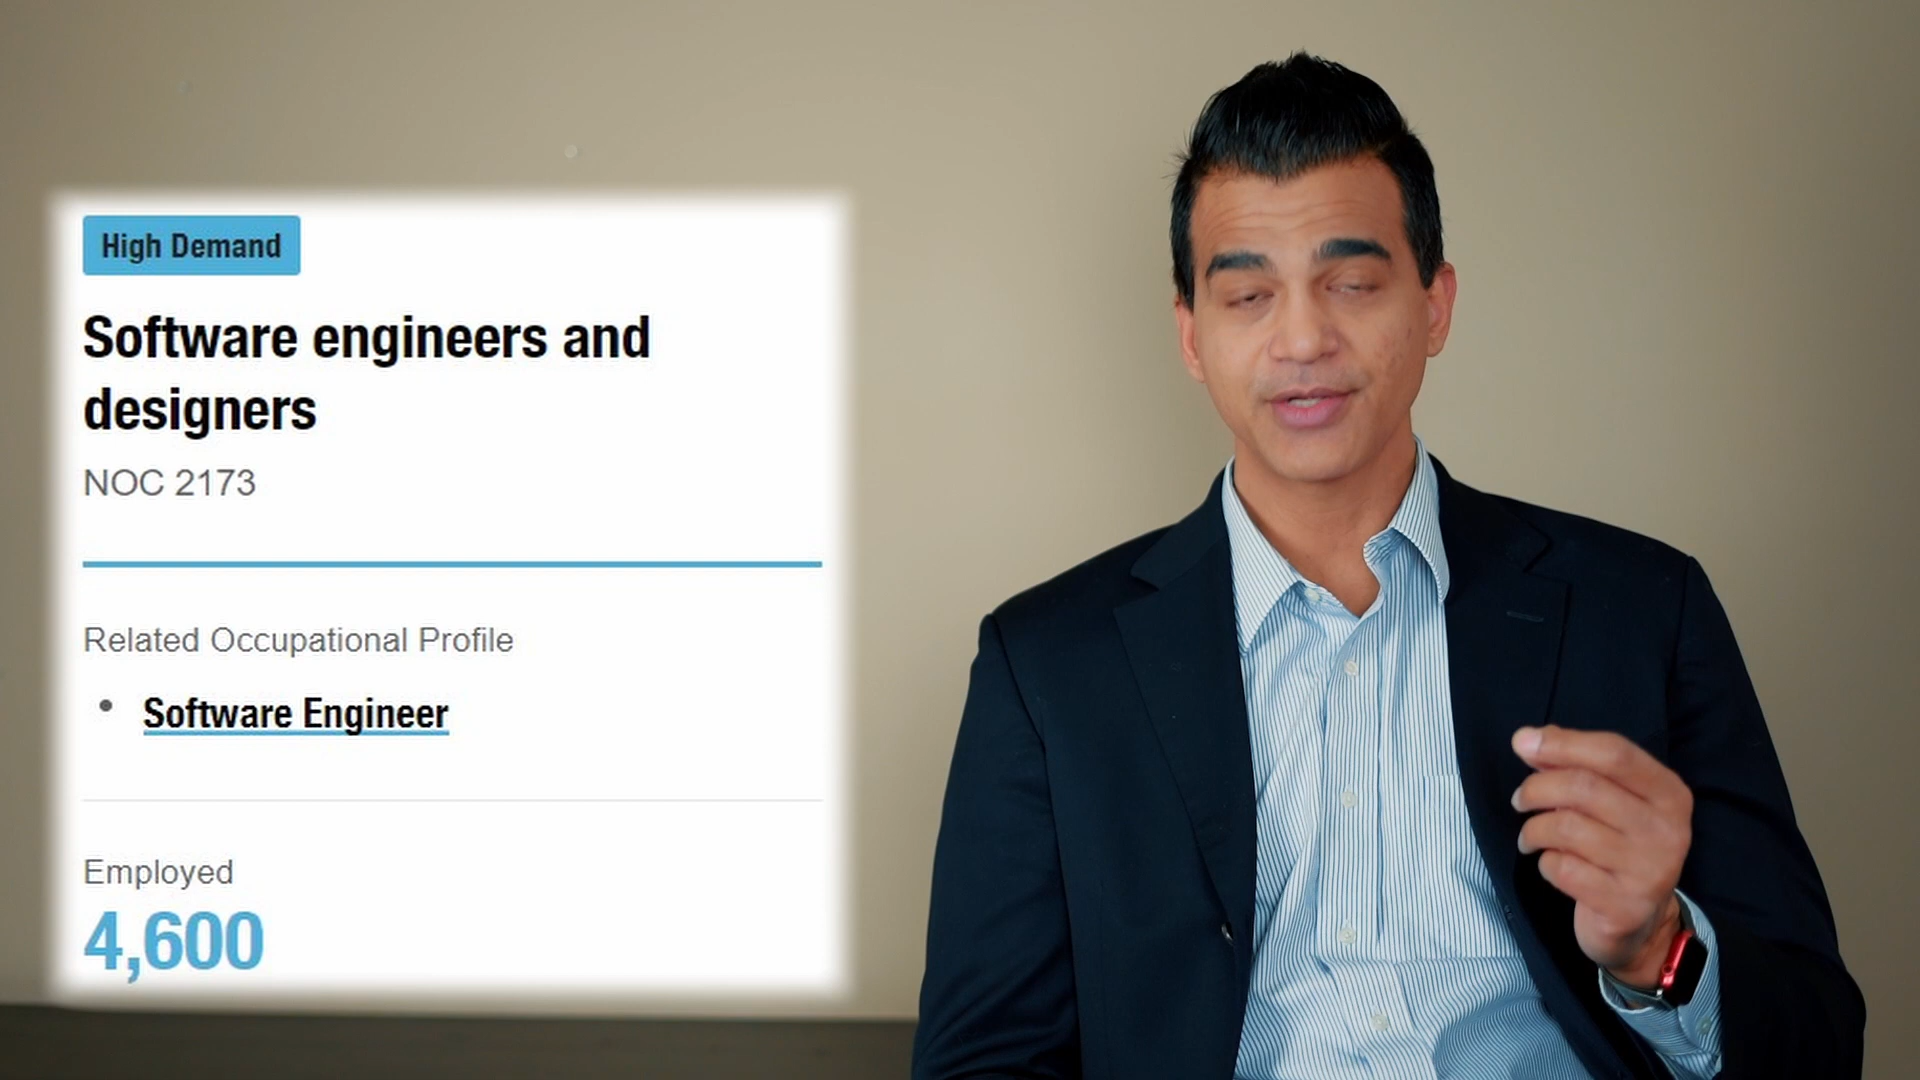 High Demand
Software engineers and
designers
NOC 2173
Related Occupational Profile
• Software Engineer
Employed
4,600